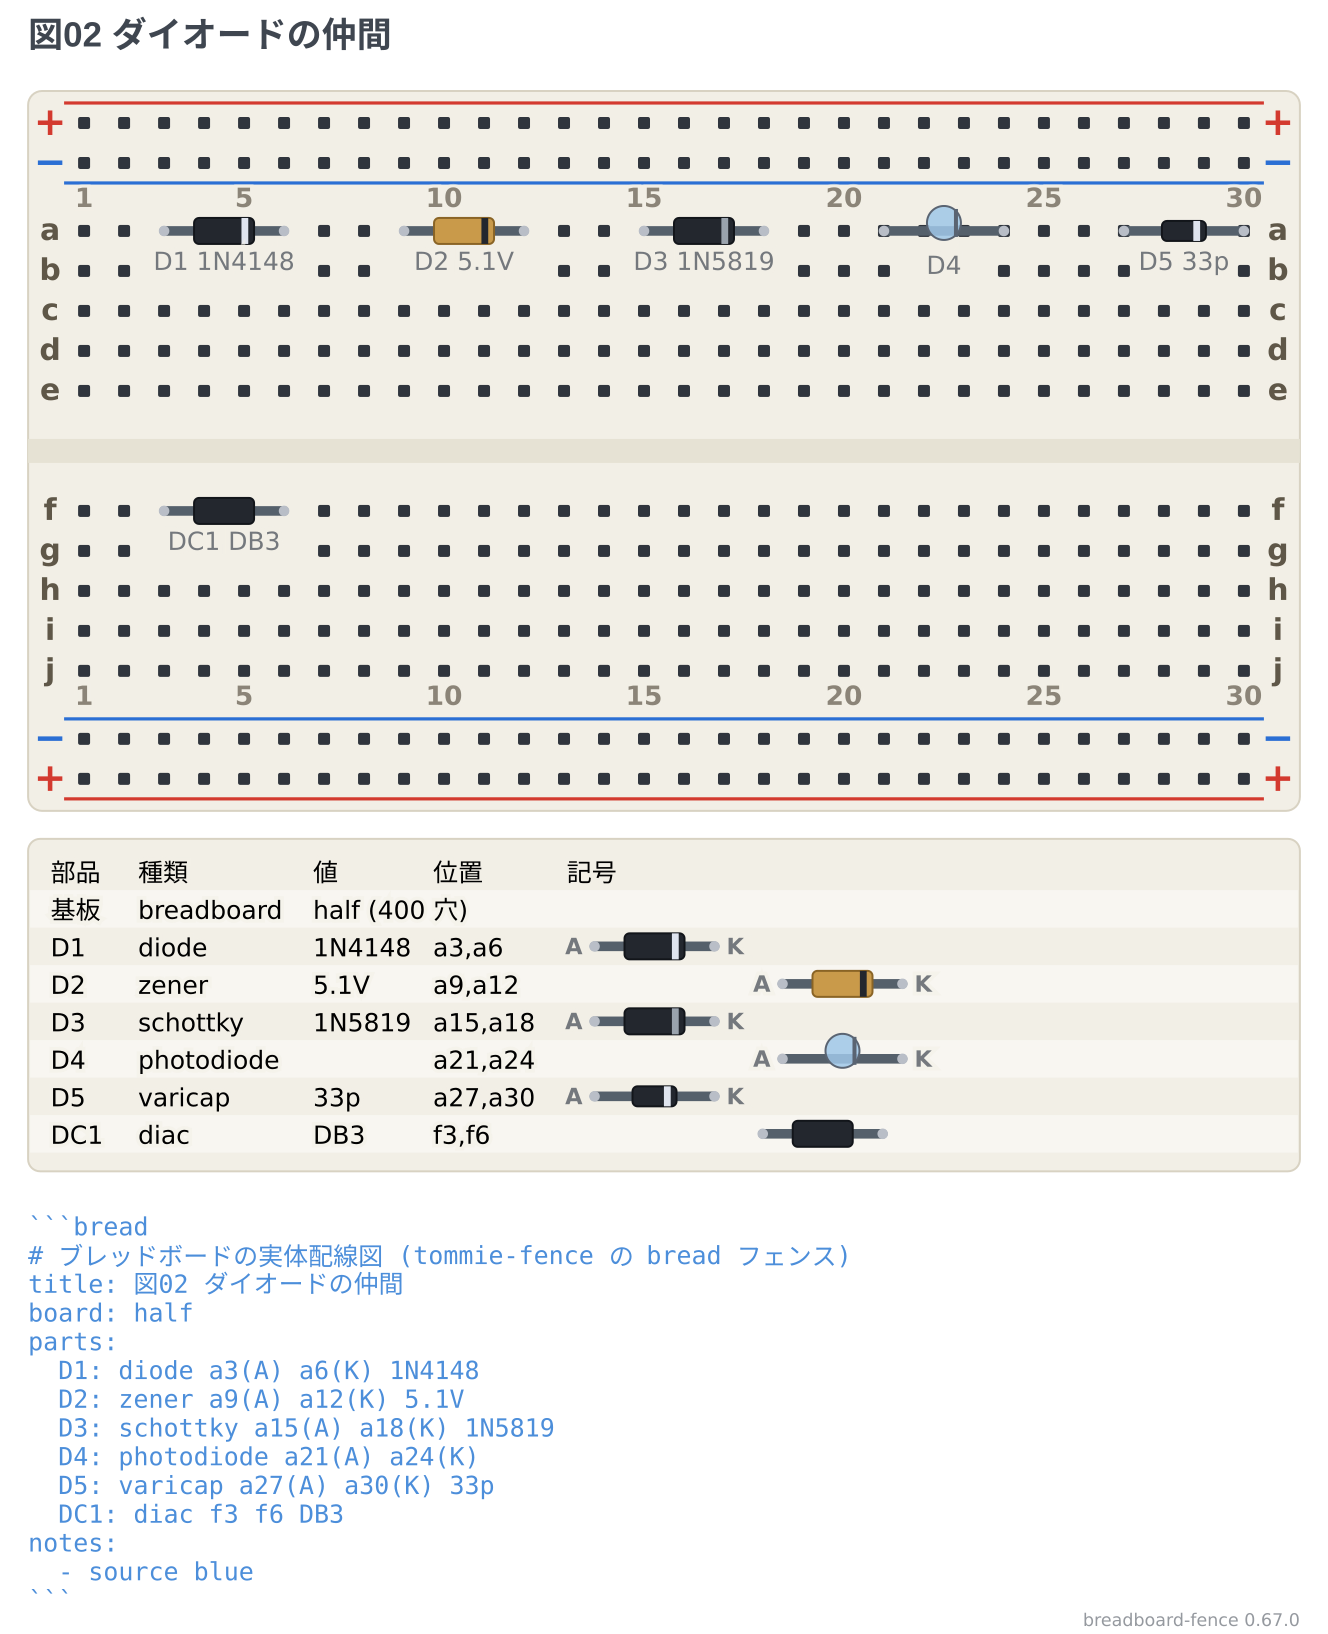 図02 ダイオードの仲間
+ +
− −
1 5 10 15 20 25 30
a a
D1 1N4148 D2 5.1V D3 1N5819 D4 D5 33p
b b
c c
d d
e e
f f
DC1 DB3
g g
h h
i i
j j
1 5 10 15 20 25 30
− −
+ +
部品 種類 値 位置 記号
基板 breadboard half (400 穴)
D1 diode 1N4148 a3,a6 A K
D2 zener 5.1V a9,a12 A K
D3 schottky 1N5819 a15,a18 A K
D4 photodiode a21,a24 A K
D5 varicap 33p a27,a30 A K
DC1 diac DB3 f3,f6
```bread
# ブレッドボードの実体配線図 (tommie-fence の bread フェンス)
title: 図02 ダイオードの仲間
board: half
parts:
  D1: diode a3(A) a6(K) 1N4148
  D2: zener a9(A) a12(K) 5.1V
  D3: schottky a15(A) a18(K) 1N5819
  D4: photodiode a21(A) a24(K)
  D5: varicap a27(A) a30(K) 33p
  DC1: diac f3 f6 DB3
notes:
  - source blue
```
breadboard-fence 0.67.0